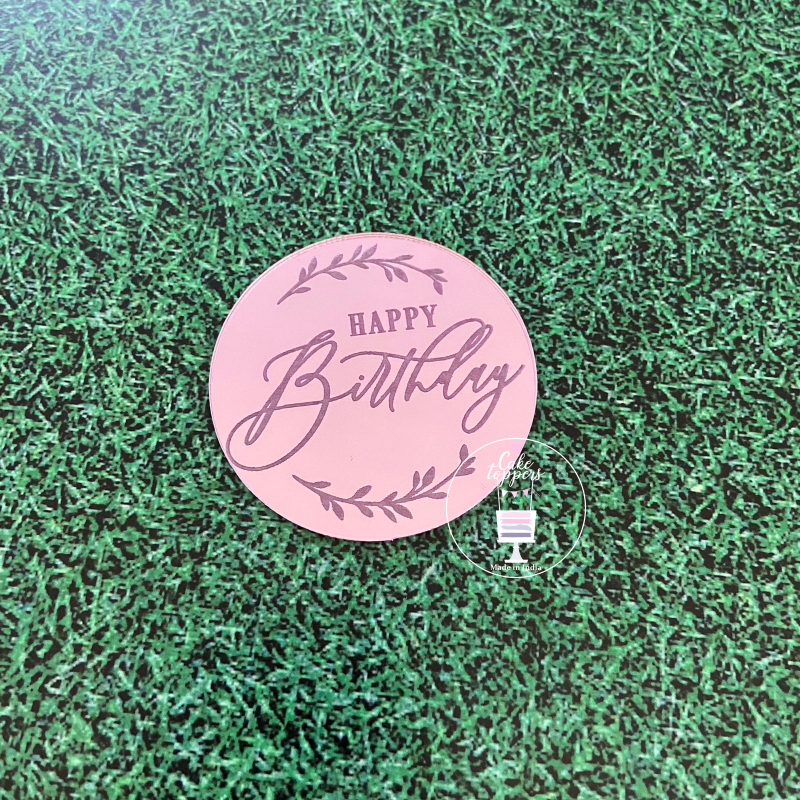 HAPPY
Birthday
Cake
toppers
Made in India